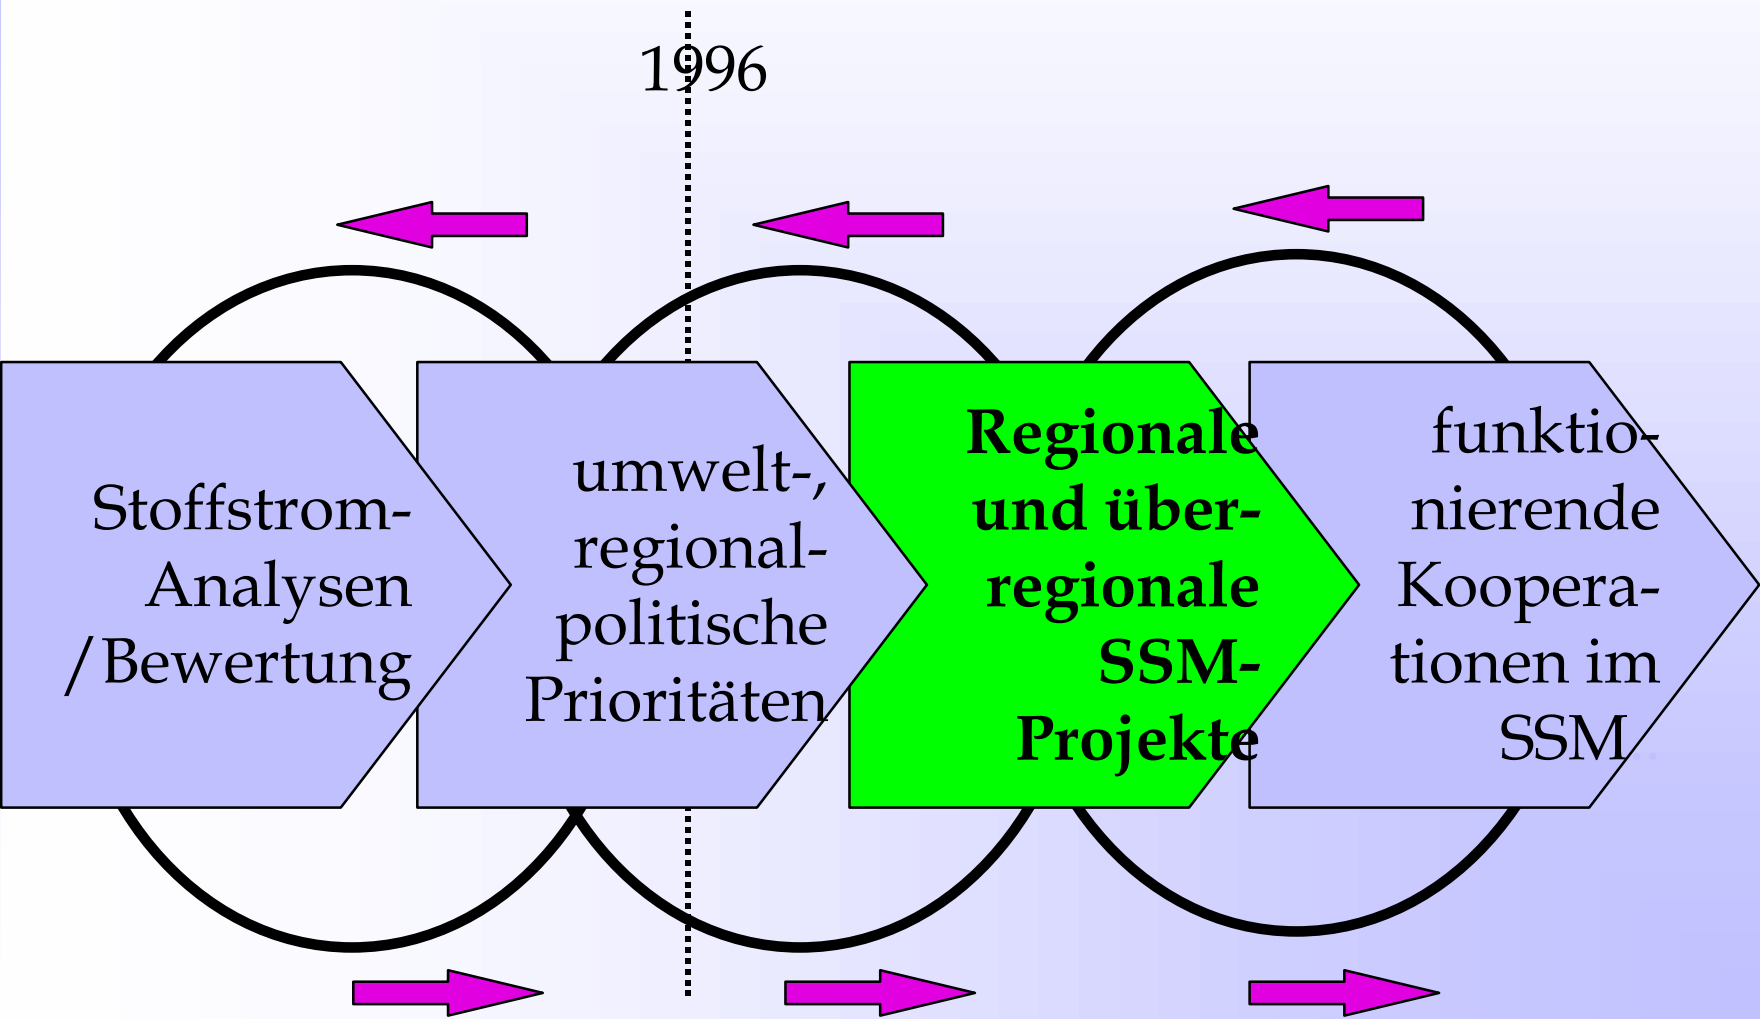 1996
Stoffstrom-
Analysen
/Bewertung
umwelt-,
regional-
politische
Prioritäten
Regionale
und über-
regionale
SSM-
Projekte
funktio-
nierende
Koopera-
tionen im
SSM